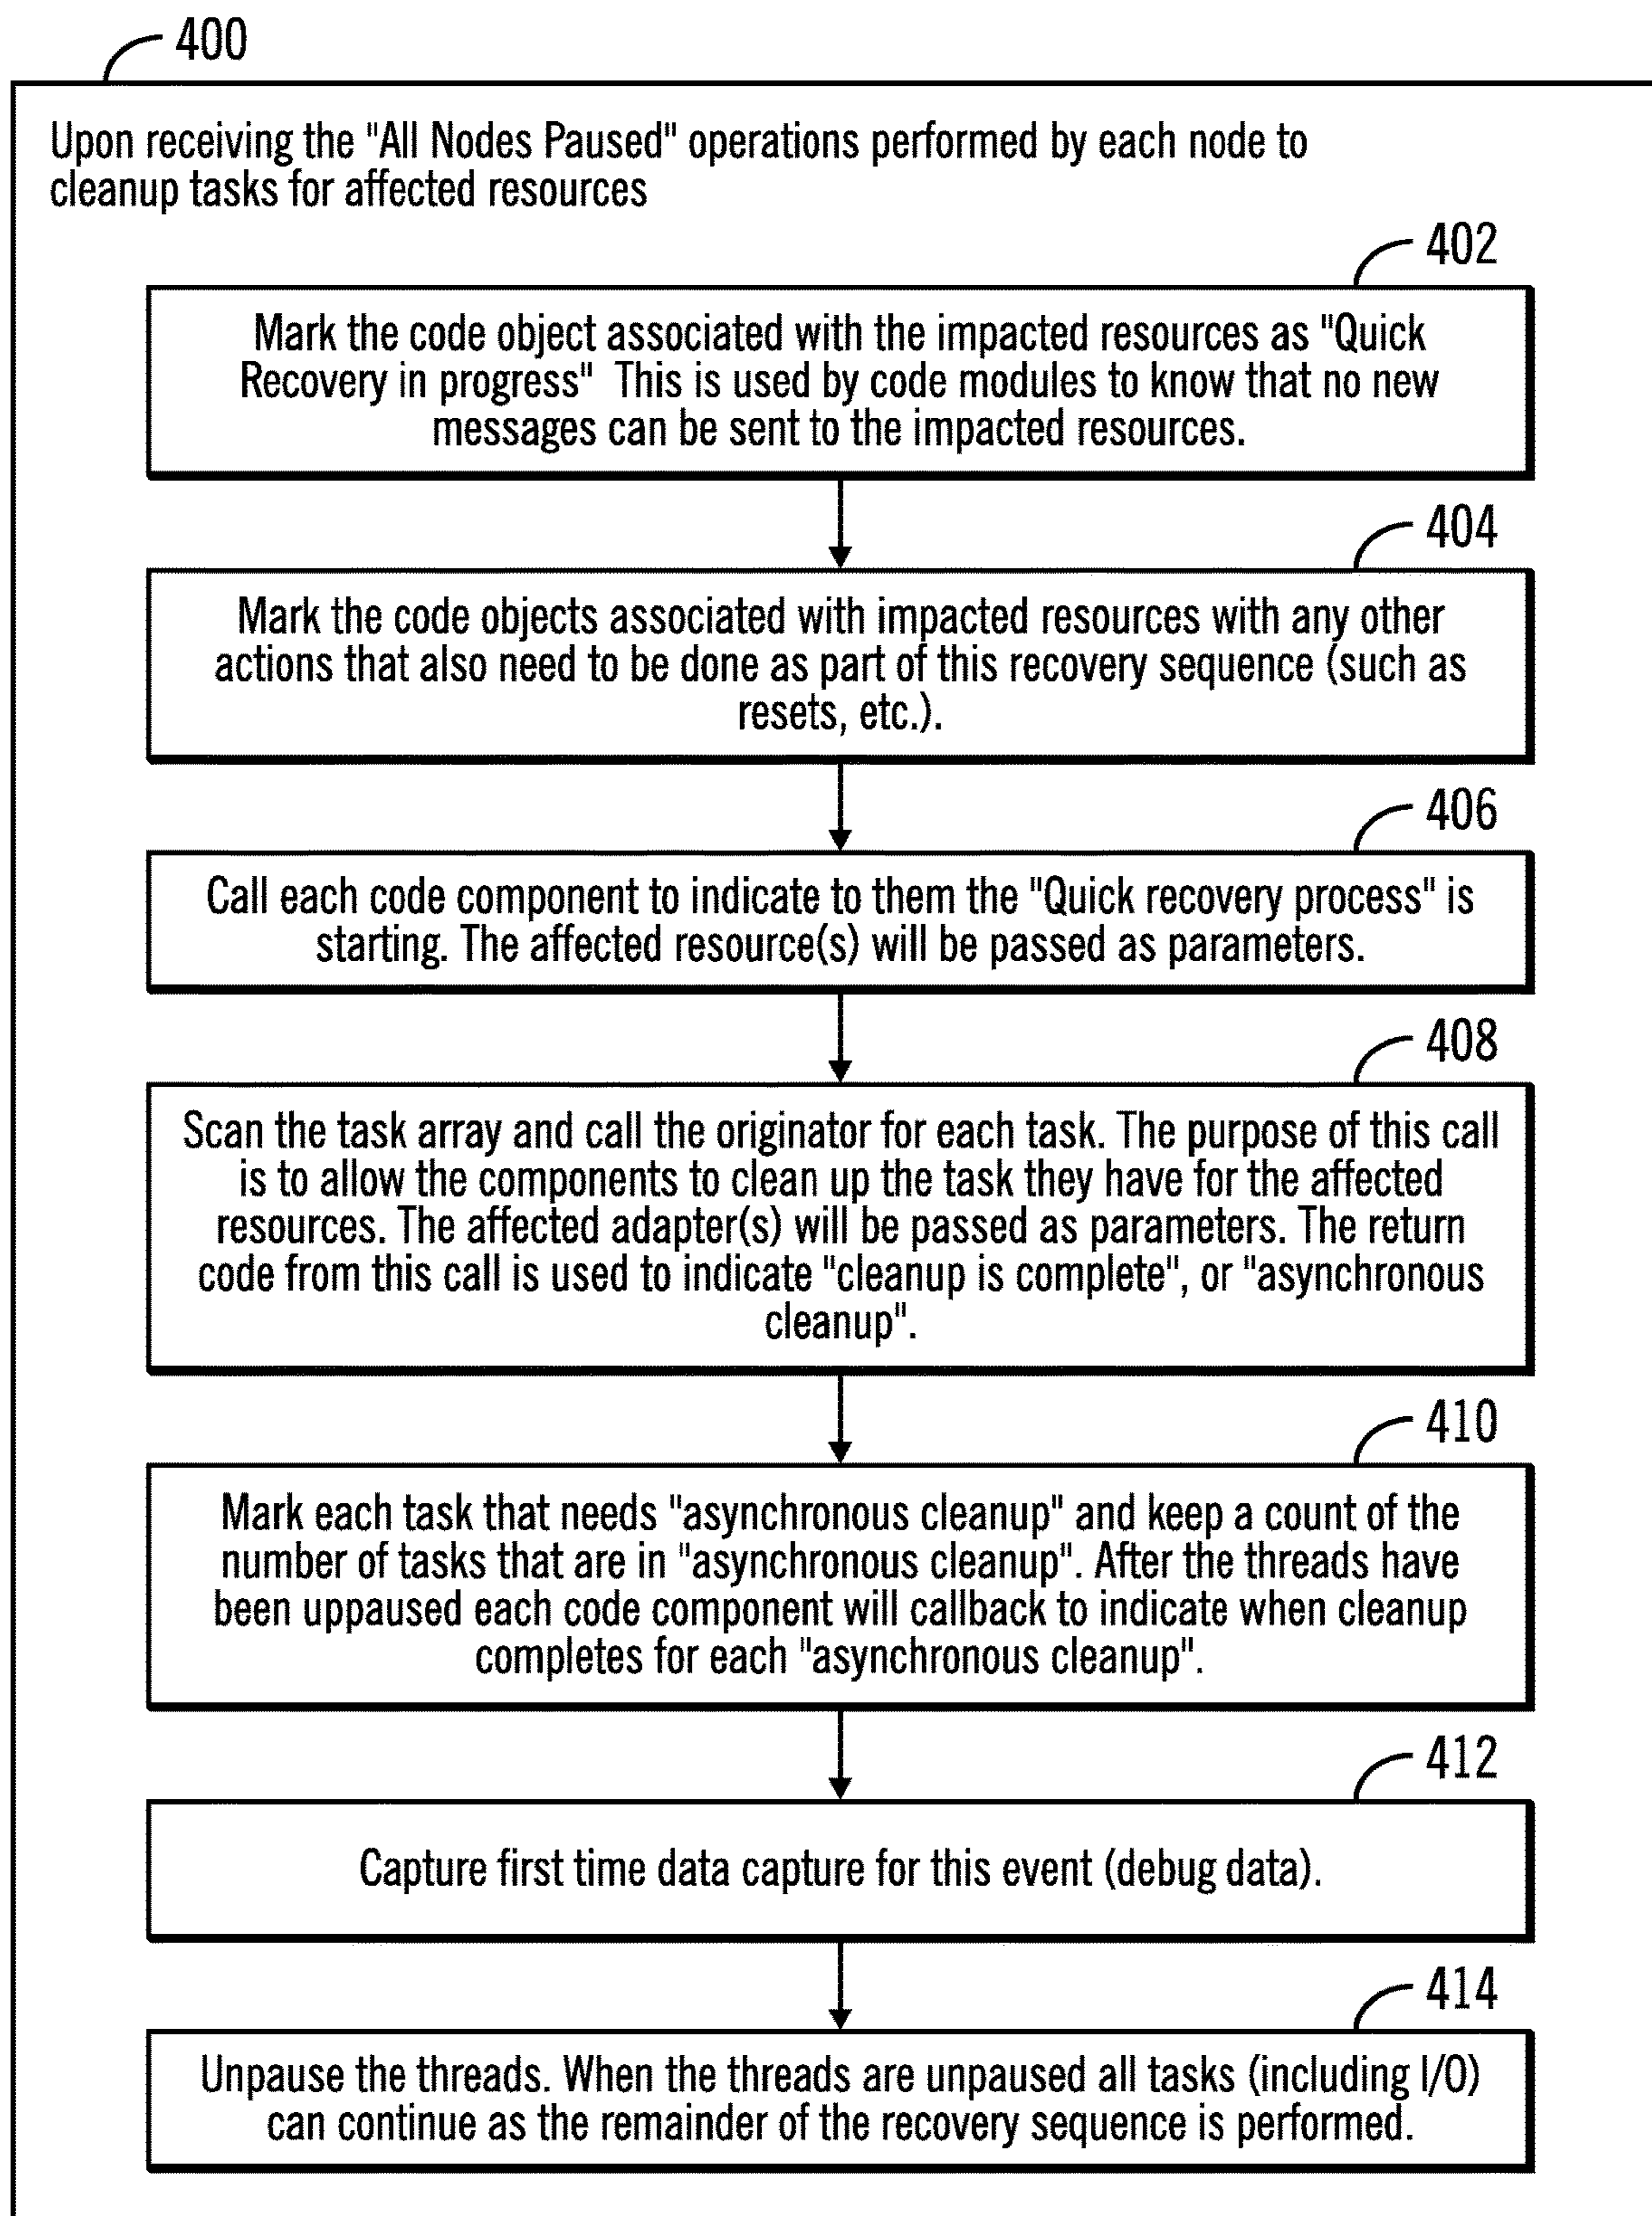 400
Upon receiving the "All Nodes Paused" operations performed by each node to
cleanup tasks for affected resources
402
Mark the code object associated with the impacted resources as "Quick
Recovery in progress" This is used by code modules to know that no new
messages can be sent to the impacted resources.
404
Mark the code objects associated with impacted resources with any other
actions that also need to be done as part of this recovery sequence (such as
resets, etc.).
406
Call each code component to indicate to them the "Quick recovery process" is
starting. The affected resource(s) will be passed as parameters.
408
Scan the task array and call the originator for each task. The purpose of this call
is to allow the components to clean up the task they have for the affected
resources. The affected adapter(s) will be passed as parameters. The return
code from this call is used to indicate "cleanup is complete", or "asynchronous
cleanup".
410
Mark each task that needs "asynchronous cleanup" and keep a count of the
number of tasks that are in "asynchronous cleanup". After the threads have
been uppaused each code component will callback to indicate when cleanup
completes for each "asynchronous cleanup".
412
Capture first time data capture for this event (debug data).
414
Unpause the threads. When the threads are unpaused all tasks (including I/O)
can continue as the remainder of the recovery sequence is performed.